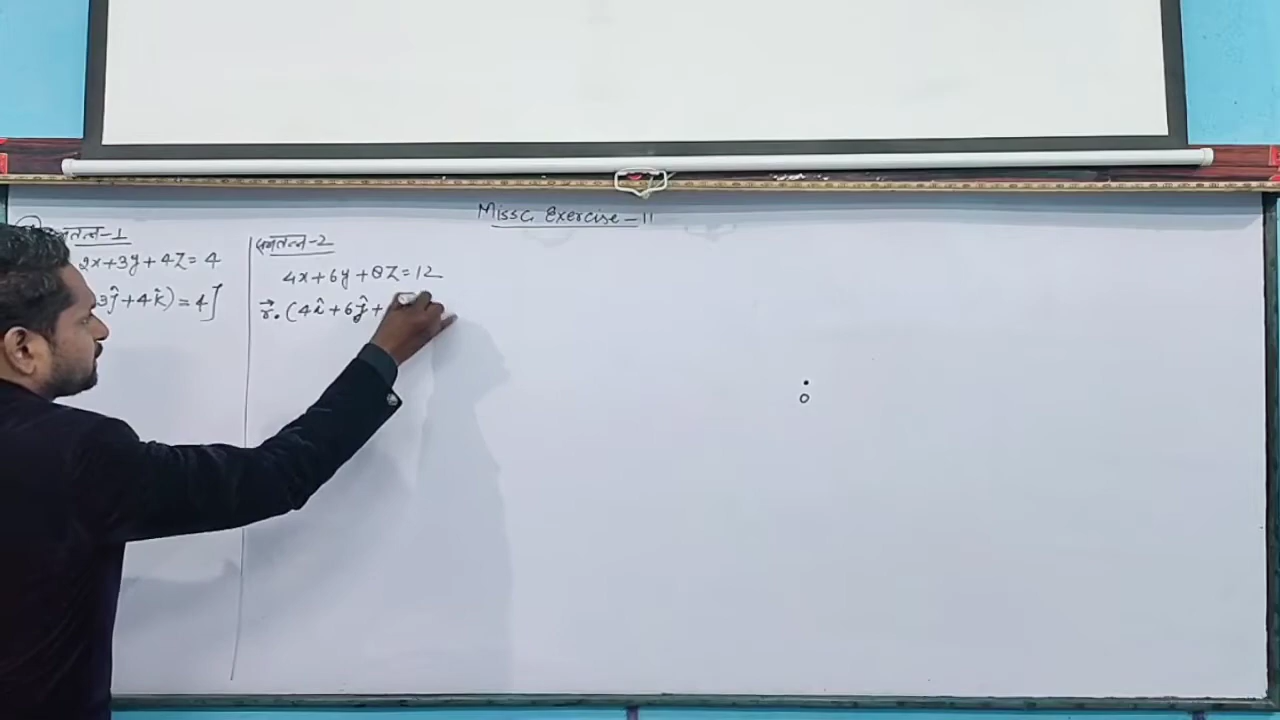 Missc. Exercise-11
समतल-1
2x+3y+4z=4
3ĵ+4k̂)=4]
समतल-2
4x+6y+8z=12
r⃗.(4î+6ĵ+
O